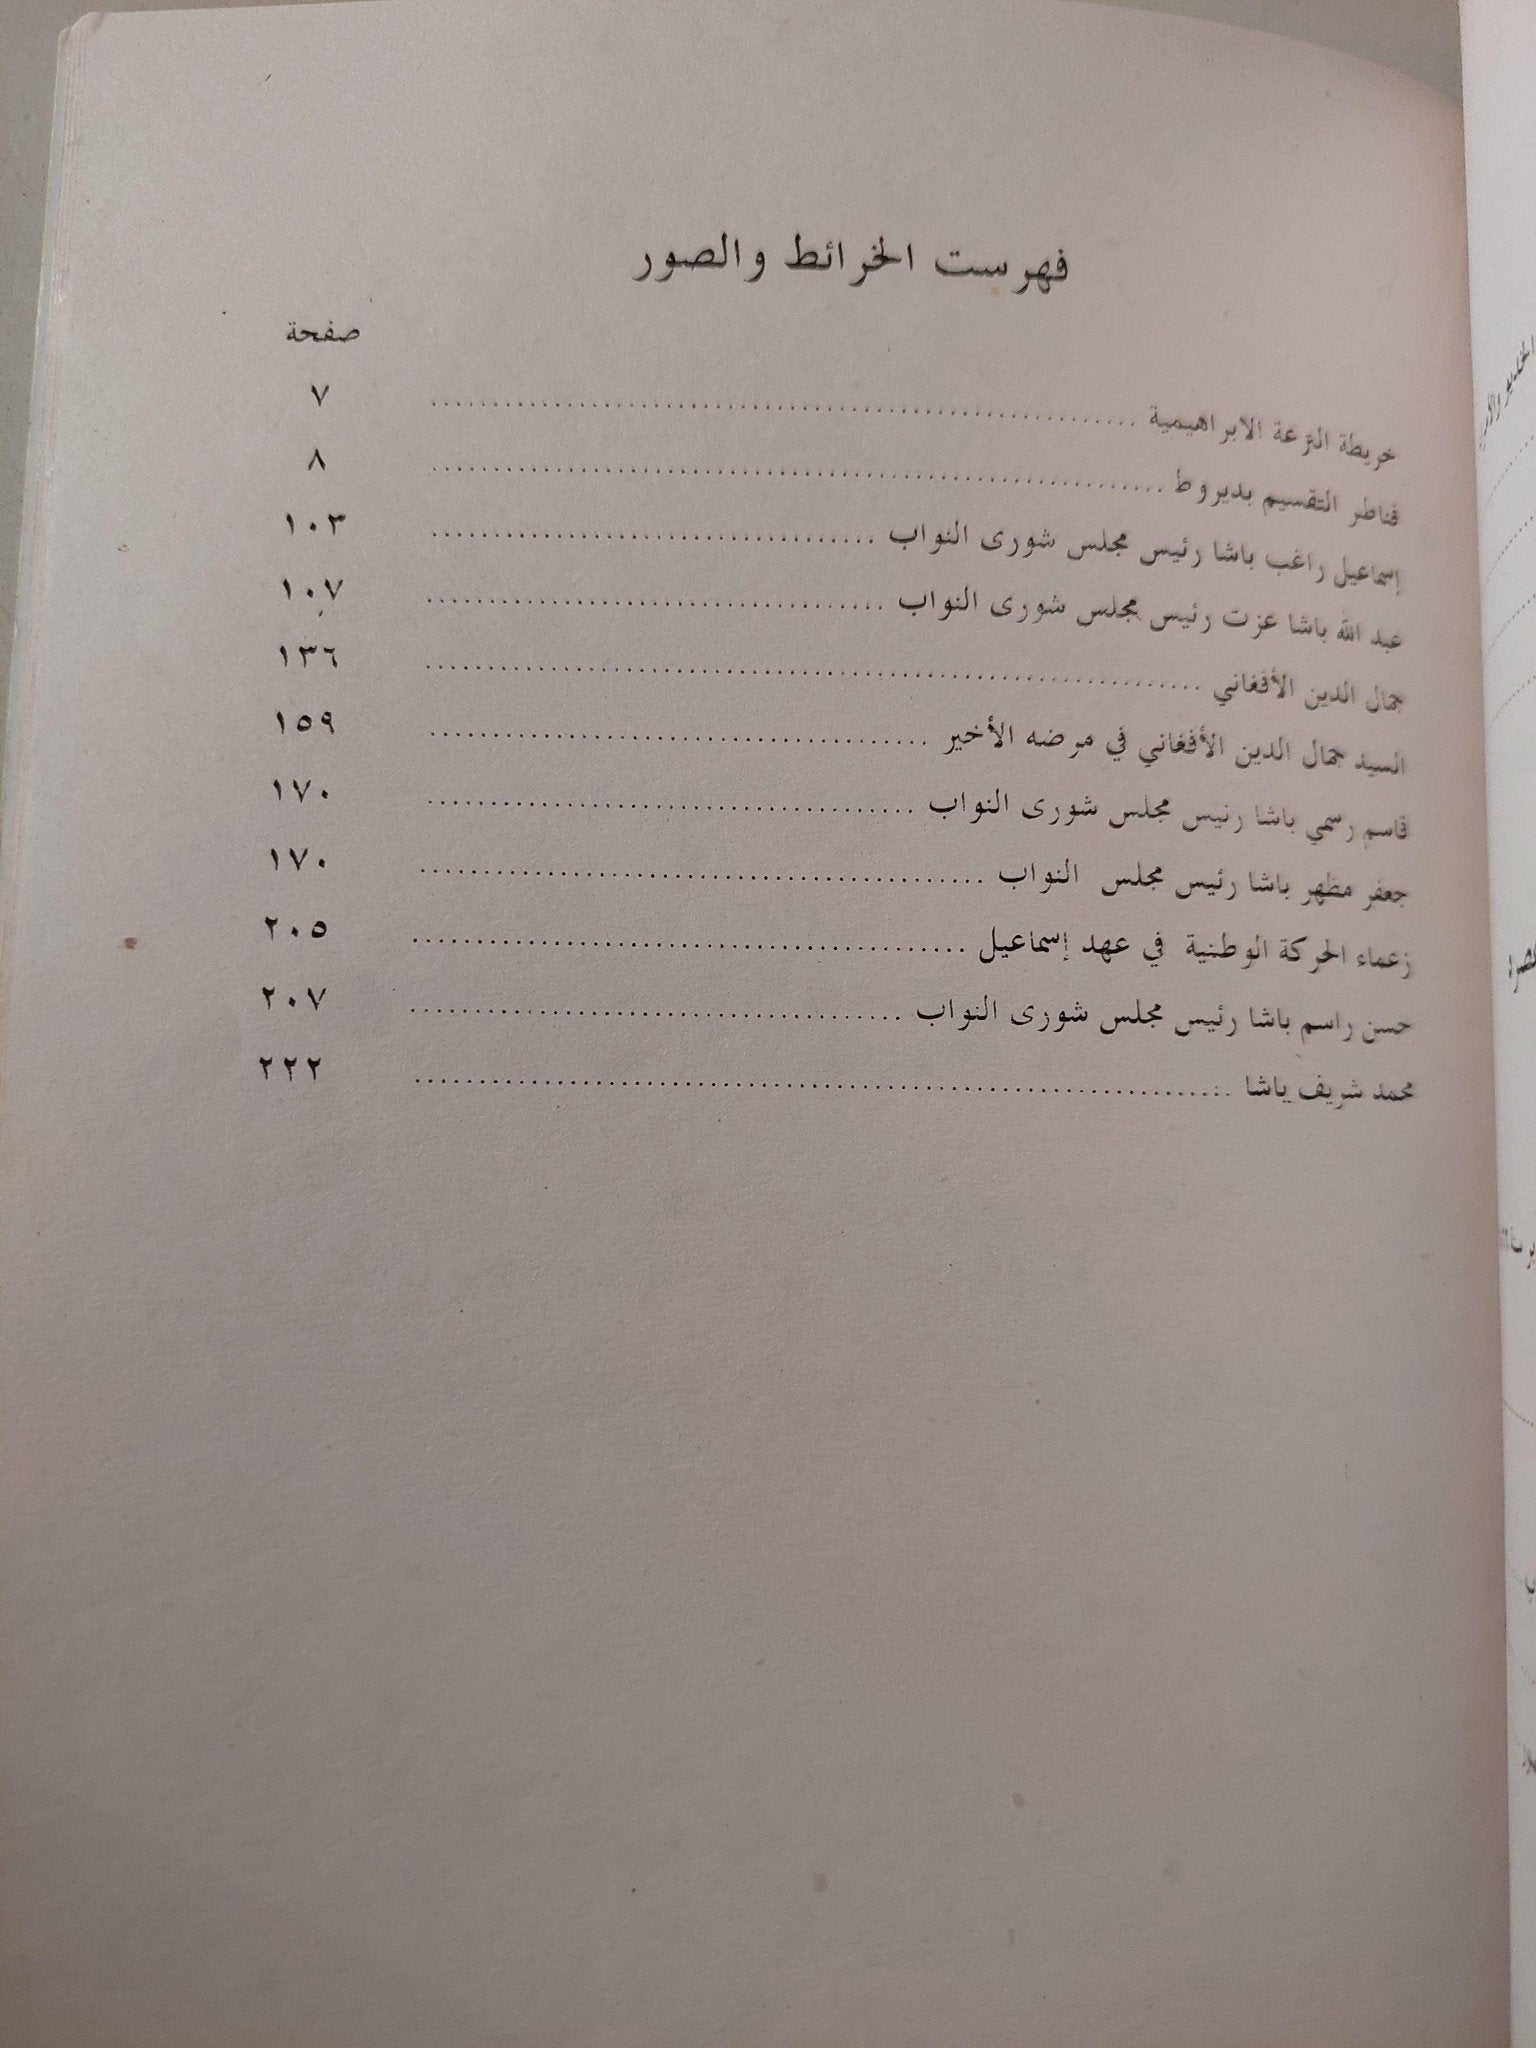 فهرست الخرائط والصور
صفحة
خريطة الترعة الابراهيمية ........ ٧
قناطر التقسيم بديروط ........ ٨
إسماعيل راغب باشا رئيس مجلس شورى النواب ........ ١٠٣
عبد الله باشا عزت رئيس مجلس شورى النواب ........ ١٠٧
جمال الدين الأفغاني ........ ١٣٦
السيد جمال الدين الأفغاني في مرضه الأخير ........ ١٥٩
قاسم رسمي باشا رئيس مجلس شورى النواب ........ ١٧٠
جعفر مظهر باشا رئيس مجلس النواب ........ ١٧٠
زعماء الحركة الوطنية في عهد إسماعيل ........ ٢٠٥
حسن راسم باشا رئيس مجلس شورى النواب ........ ٢٠٧
محمد شريف ياشا ........ ٢٢٢